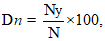 Dn = Ny/N ×100,